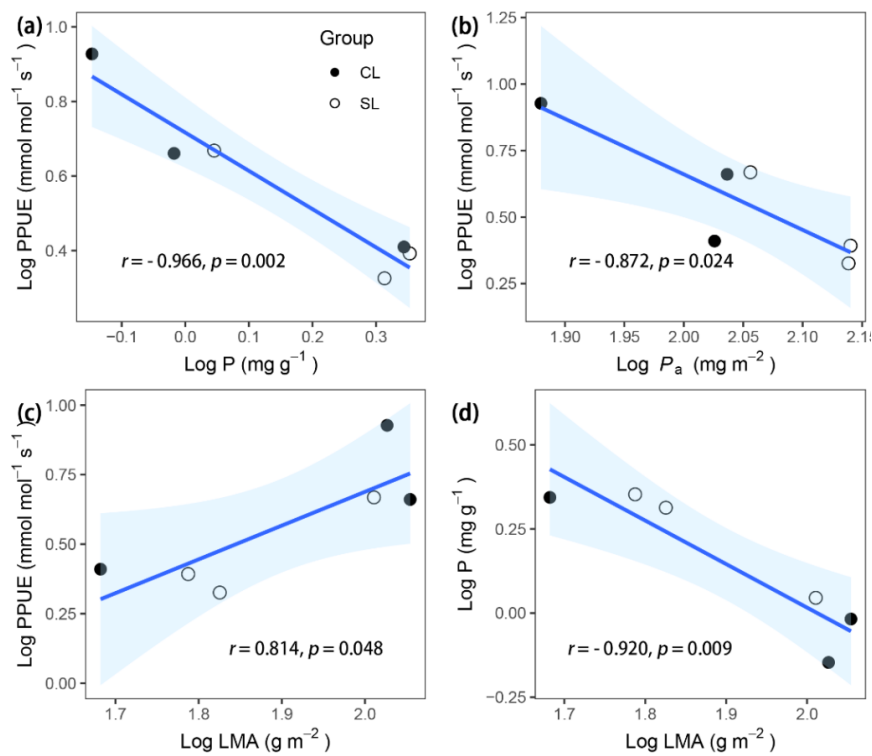 (a)
Log PPUE (mmol mol⁻¹ s⁻¹)
1.0
0.8
0.6
0.4
Group
CL
SL
r = - 0.966, p = 0.002
−0.1
0.0
0.1
0.2
0.3
Log P (mg g⁻¹ )
(b)
Log PPUE (mmol mol⁻¹ s⁻¹)
1.25
1.00
0.75
0.50
0.25
r = - 0.872, p = 0.024
1.90
1.95
2.00
2.05
2.10
2.15
Log Pₐ (mg m⁻²)
(c)
Log PPUE (mmol mol⁻¹ s⁻¹)
1.00
0.75
0.50
0.25
0.00
r = 0.814, p = 0.048
1.7
1.8
1.9
2.0
Log LMA (g m⁻²)
(d)
Log P (mg g⁻¹)
0.50
0.25
0.00
−0.25
r = - 0.920, p = 0.009
1.7
1.8
1.9
2.0
Log LMA (g m⁻²)